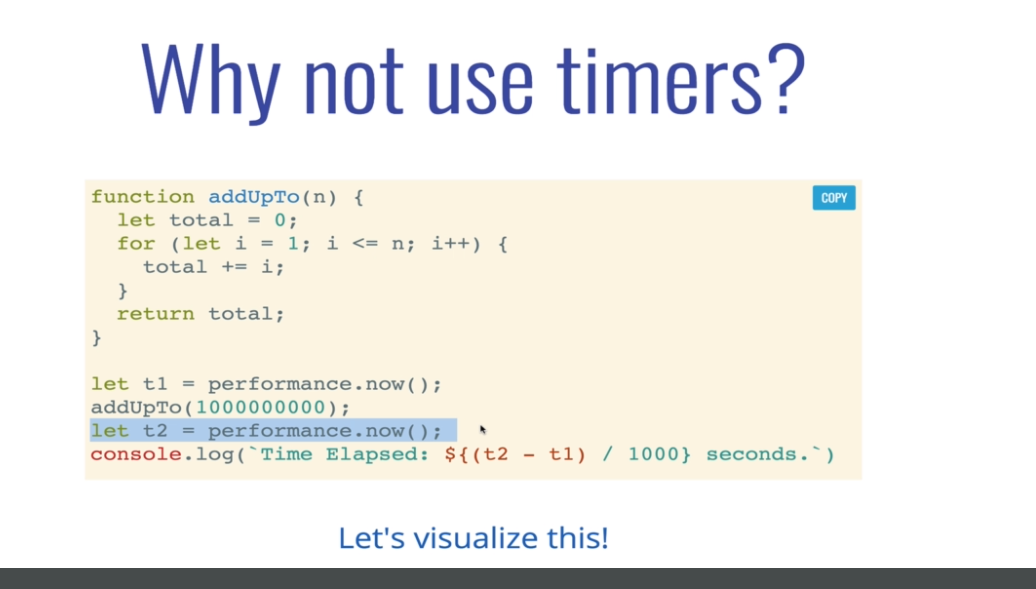 Why not use timers?
function addUpTo(n) {
COPY
  let total = 0;
  for (let i = 1; i <= n; i++) {
    total += i;
  }
  return total;
}
let t1 = performance.now();
addUpTo(1000000000);
let t2 = performance.now();
console.log(`Time Elapsed: ${(t2 - t1) / 1000} seconds.`)
Let's visualize this!